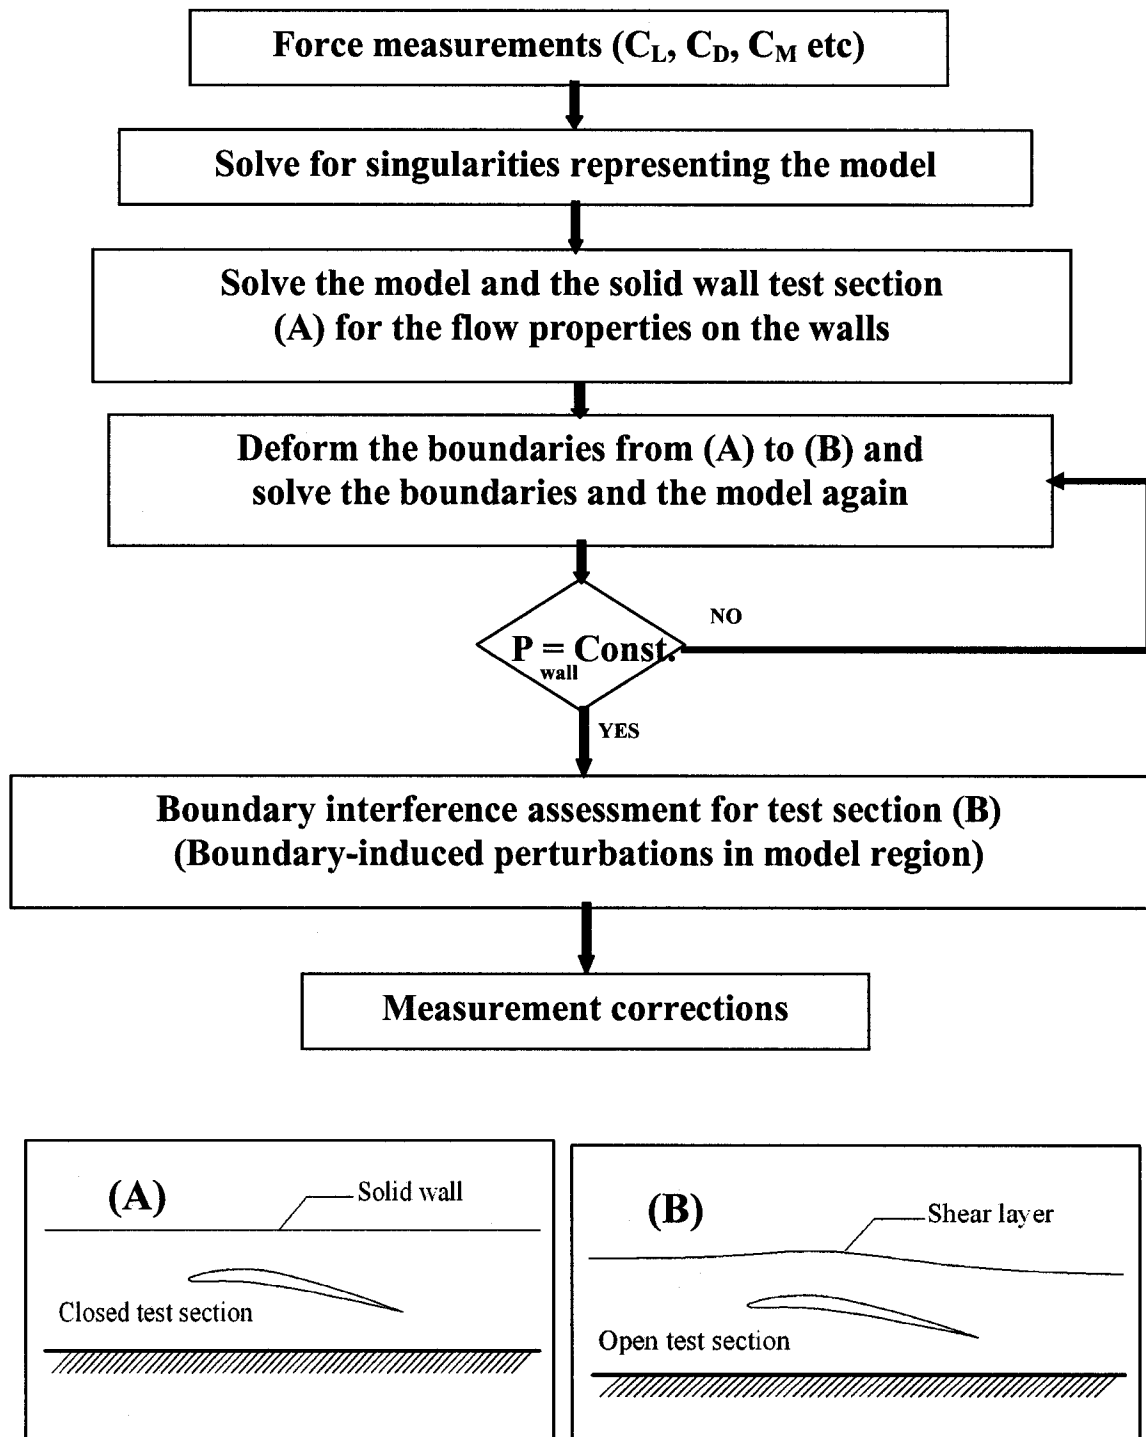 Force measurements (C_L, C_D, C_M etc)
Solve for singularities representing the model
Solve the model and the solid wall test section
(A) for the flow properties on the walls
Deform the boundaries from (A) to (B) and
solve the boundaries and the model again
NO
P_wall = Const.
YES
Boundary interference assessment for test section (B)
(Boundary-induced perturbations in model region)
Measurement corrections
(A)
Solid wall
Closed test section
(B)
Shear layer
Open test section